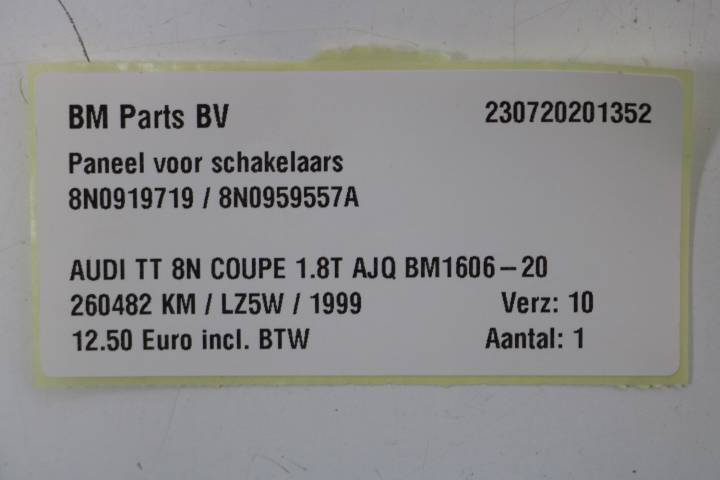 BM Parts BV 230720201352
Paneel voor schakelaars
8N0919719 / 8N0959557A
AUDI TT 8N COUPE 1.8T AJQ BM1606-20
260482 KM / LZ5W / 1999 Verz: 10
12.50 Euro incl. BTW Aantal: 1